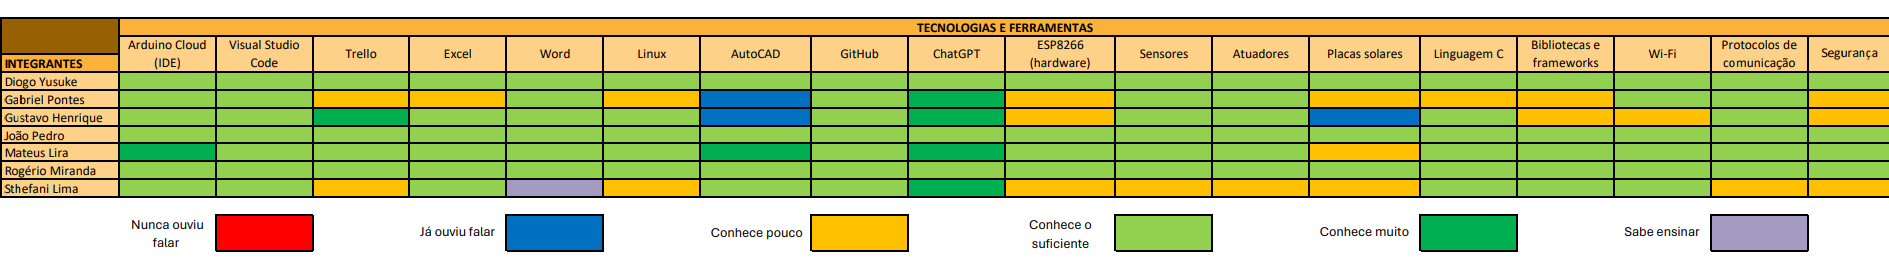 TECNOLOGIAS E FERRAMENTAS
INTEGRANTES
Arduino Cloud
(IDE)
Visual Studio
Code
Trello
Excel
Word
Linux
AutoCAD
GitHub
ChatGPT
ESP8266
(hardware)
Sensores
Atuadores
Placas solares
Linguagem C
Bibliotecas e
frameworks
Wi-Fi
Protocolos de
comunicação
Segurança
Diogo Yusuke
Gabriel Pontes
Gustavo Henrique
João Pedro
Mateus Lira
Rogério Miranda
Sthefani Lima
Nunca ouviu
falar
Já ouviu falar
Conhece pouco
Conhece o
suficiente
Conhece muito
Sabe ensinar